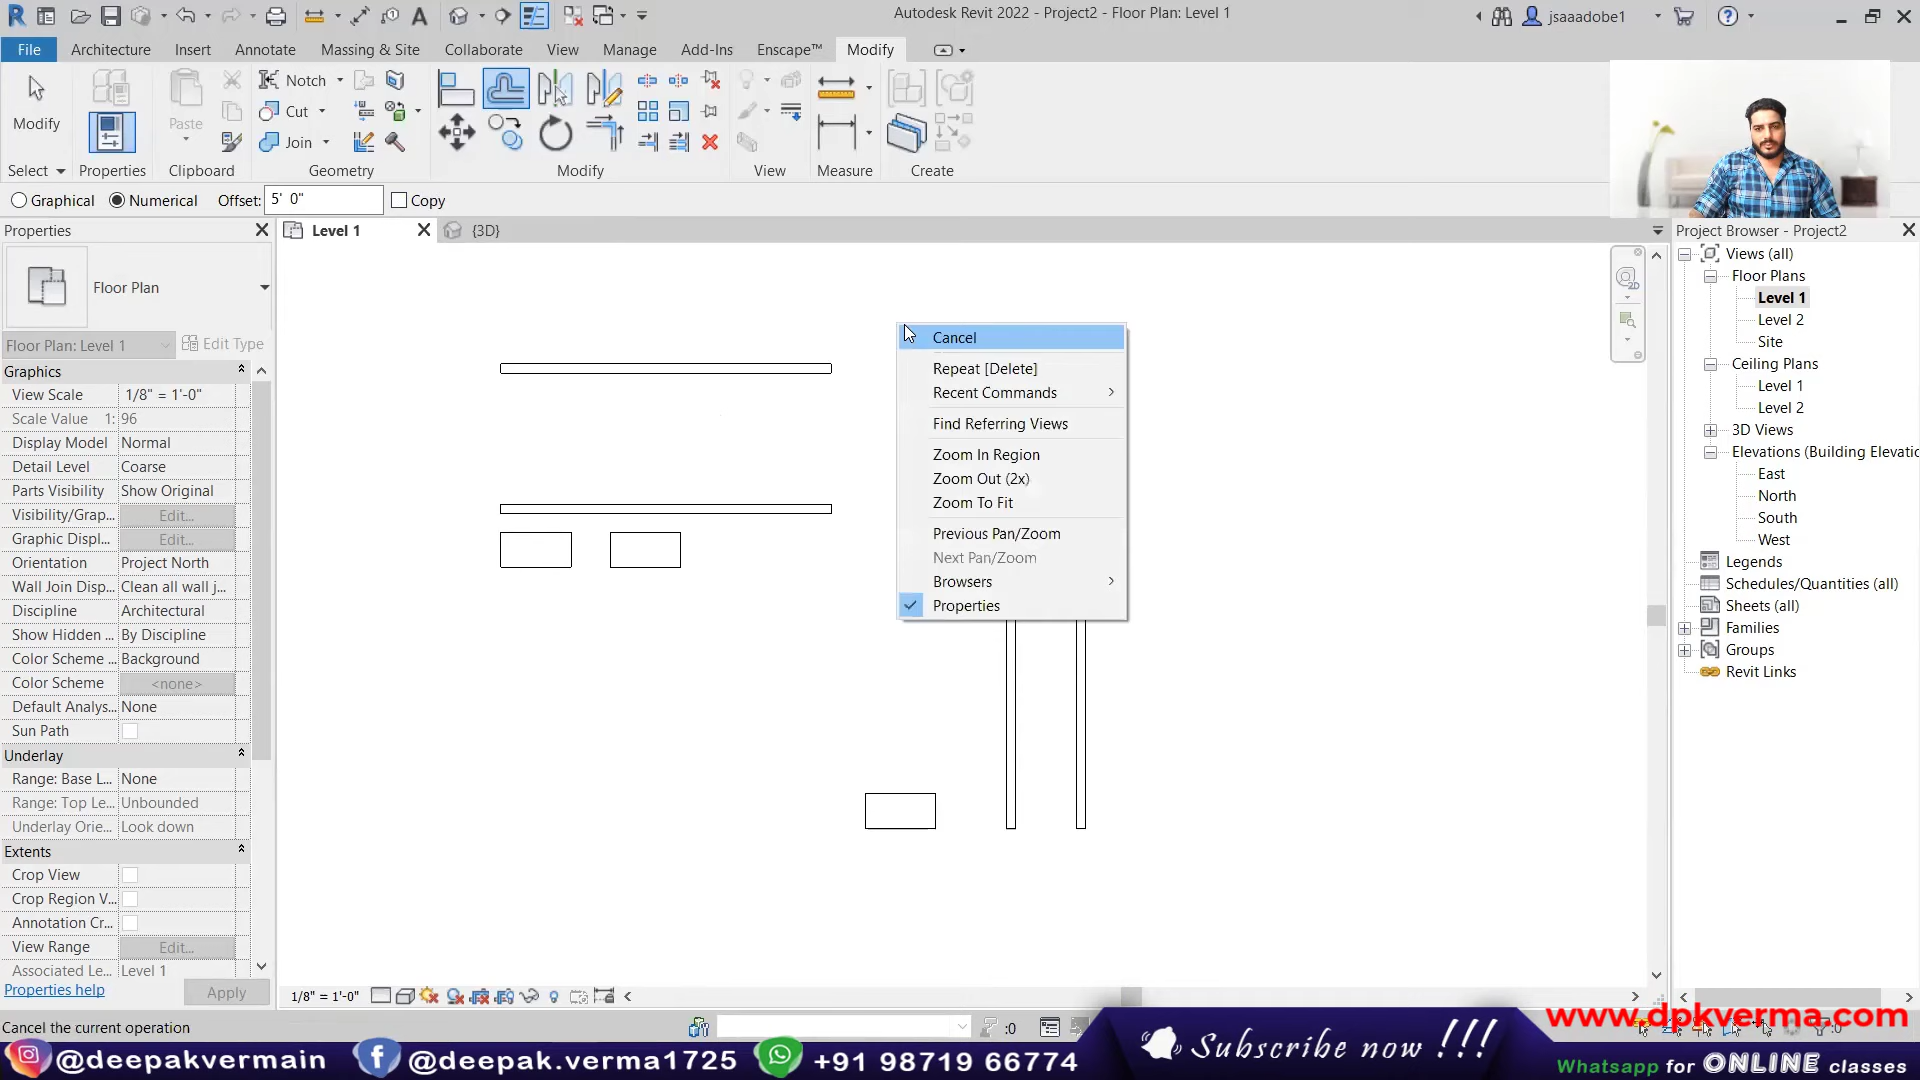 Autodesk Revit 2022 - Project2 - Floor Plan: Level 1
jsaaadobe1
File Architecture Insert Annotate Massing & Site Collaborate View Manage Add-Ins Enscape™ Modify
Modify
Paste
Notch
Cut
Join
Select Properties Clipboard Geometry Modify View Measure Create
Graphical Numerical Offset: 5' 0" Copy
Properties
Level 1
{3D}
Project Browser - Project2
Floor Plan
Floor Plan: Level 1
Edit Type
Graphics
View Scale 1/8" = 1'-0"
Scale Value 1: 96
Display Model Normal
Detail Level Coarse
Parts Visibility Show Original
Visibility/Grap... Edit...
Graphic Displ... Edit...
Orientation Project North
Wall Join Disp... Clean all wall j...
Discipline Architectural
Show Hidden ... By Discipline
Color Scheme ... Background
Color Scheme <none>
Default Analys... None
Sun Path
Underlay
Range: Base L... None
Range: Top Le... Unbounded
Underlay Orie... Look down
Extents
Crop View
Crop Region V...
Annotation Cr...
View Range Edit...
Associated Le... Level 1
Properties help
Apply
Cancel
Repeat [Delete]
Recent Commands
Find Referring Views
Zoom In Region
Zoom Out (2x)
Zoom To Fit
Previous Pan/Zoom
Next Pan/Zoom
Browsers
Properties
2D
Views (all)
Floor Plans
Level 1
Level 2
Site
Ceiling Plans
Level 1
Level 2
3D Views
Elevations (Building Elevatio
East
North
South
West
Legends
Schedules/Quantities (all)
Sheets (all)
Families
Groups
Revit Links
1/8" = 1'-0"
Cancel the current operation
:0
:0
www.dpkverma.com
@deepakvermain
@deepak.verma1725
+91 98719 66774
Subscribe now !!!
Whatsapp for ONLINE classes